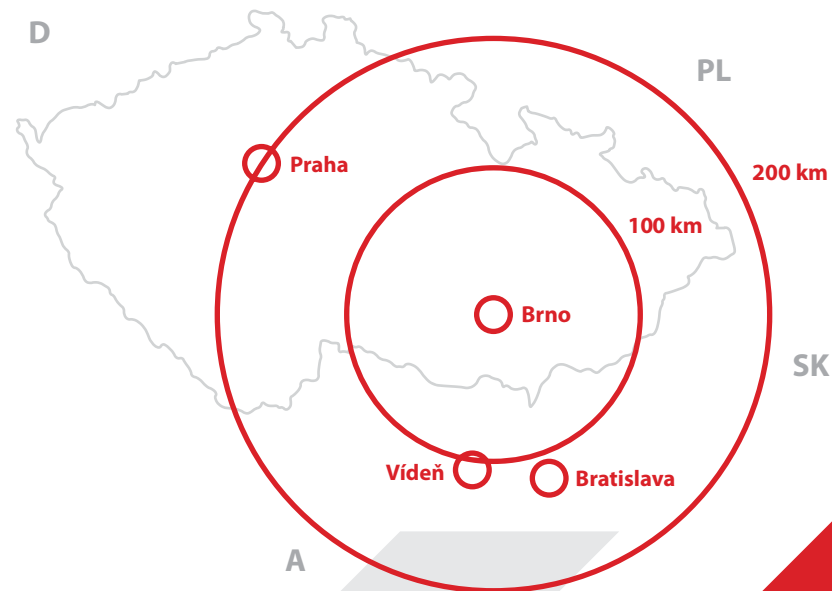 D
PL
Praha
200 km
100 km
Brno
SK
Vídeň
Bratislava
A